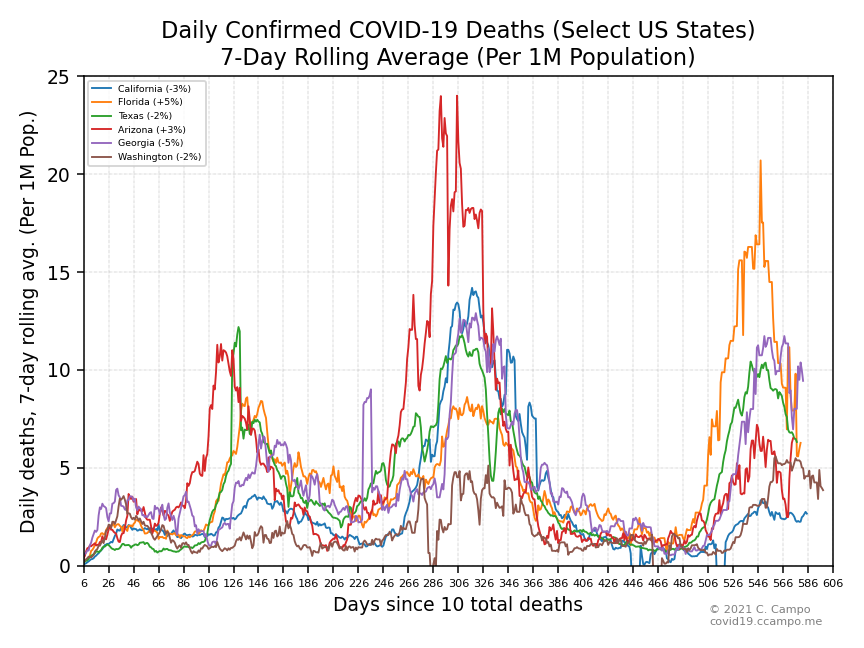 Daily Confirmed COVID-19 Deaths (Select US States)
7-Day Rolling Average (Per 1M Population)
Daily deaths, 7-day rolling avg. (Per 1M Pop.)
25
20
15
10
5
0
California (-3%)
Florida (+5%)
Texas (-2%)
Arizona (+3%)
Georgia (-5%)
Washington (-2%)
6 26 46 66 86 106 126 146 166 186 206 226 246 266 286 306 326 346 366 386 406 426 446 466 486 506 526 546 566 586 606
Days since 10 total deaths
© 2021 C. Campo
covid19.ccampo.me